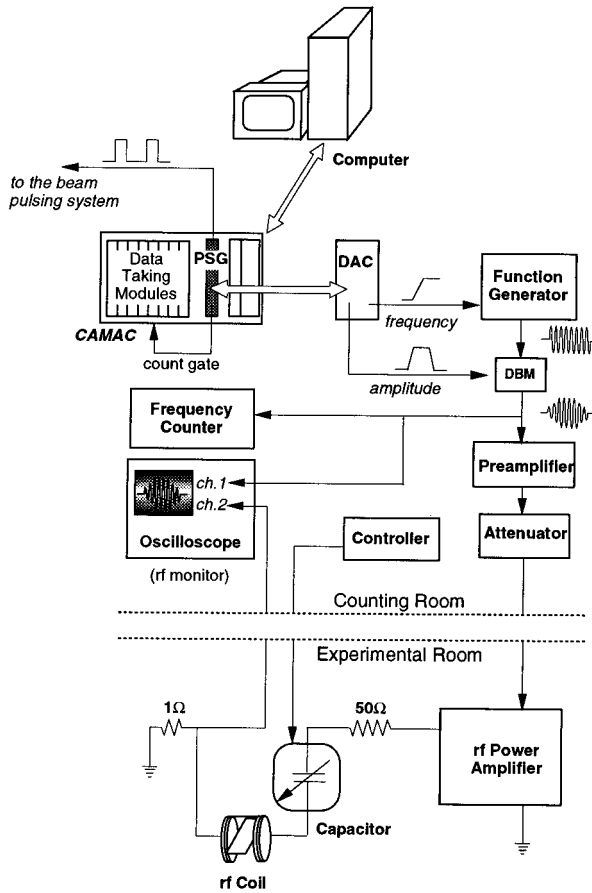 Computer
to the beam
pulsing system
Data
Taking
Modules
PSG
CAMAC
count gate
DAC
frequency
amplitude
Function
Generator
DBM
Frequency
Counter
Preamplifier
ch.1
ch.2
Oscilloscope
(rf monitor)
Controller
Attenuator
Counting Room
Experimental Room
1Ω
50Ω
rf Power
Amplifier
Capacitor
rf Coil